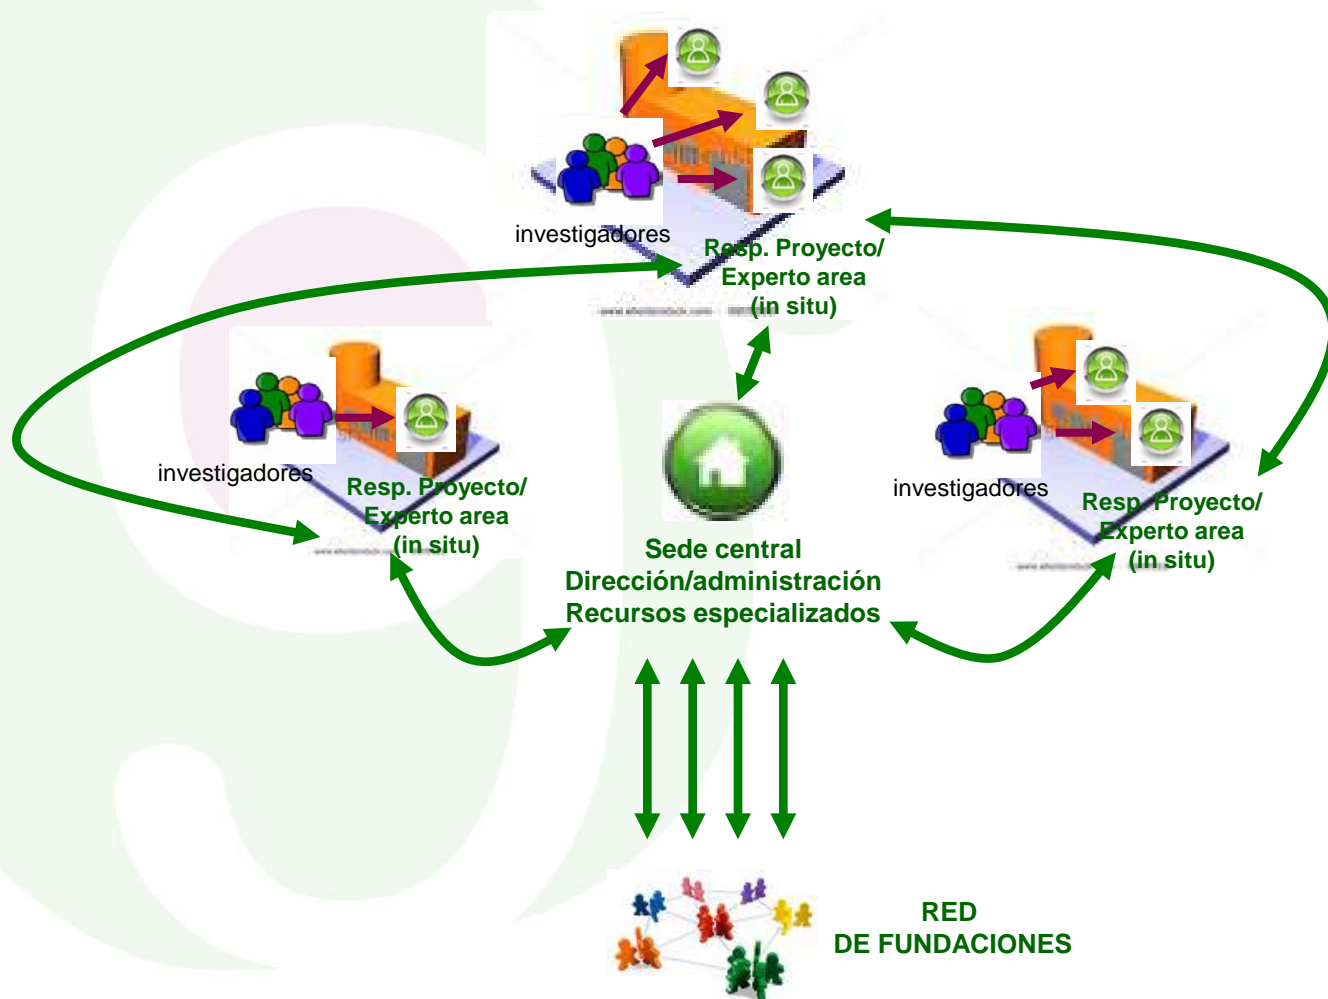 investigadores
Resp. Proyecto/
Experto area
(in situ)
investigadores
Resp. Proyecto/
Experto area
(in situ)
investigadores
Resp. Proyecto/
Experto area
(in situ)
Sede central
Dirección/administración
Recursos especializados
RED
DE FUNDACIONES